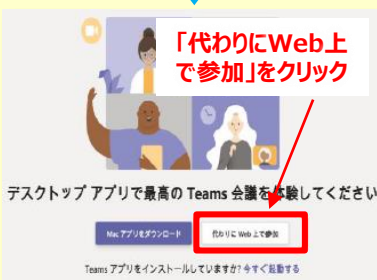 「代わりにWeb上
で参加」をクリック
デスクトップ アプリで最高の Teams 会議を体験してください
Mac アプリをダウンロード
代わりに Web 上で参加
Teams アプリをインストールしていますか? 今すぐ起動する